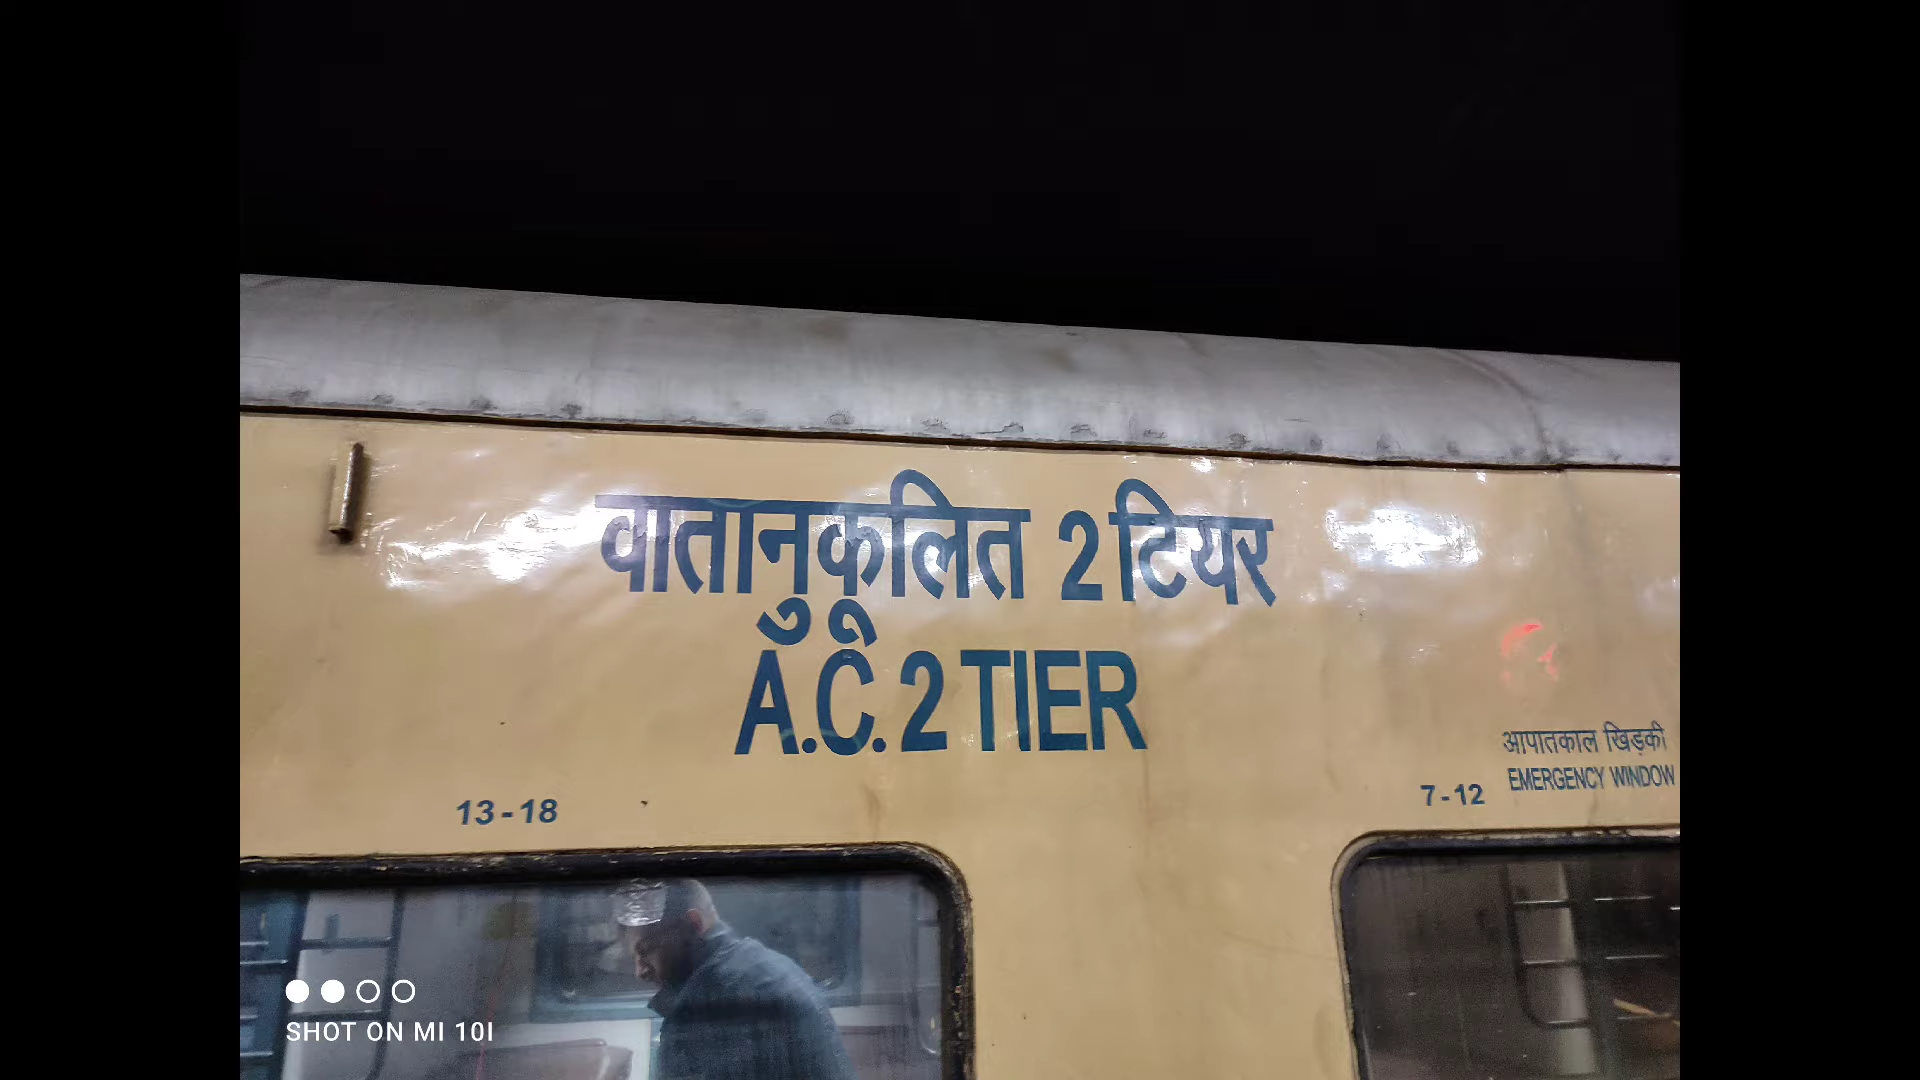 वातानुकूलित 2 टियर
A.C. 2 TIER
13-18
7-12
आपातकाल खिड़की
EMERGENCY WINDOW
SHOT ON MI 10I